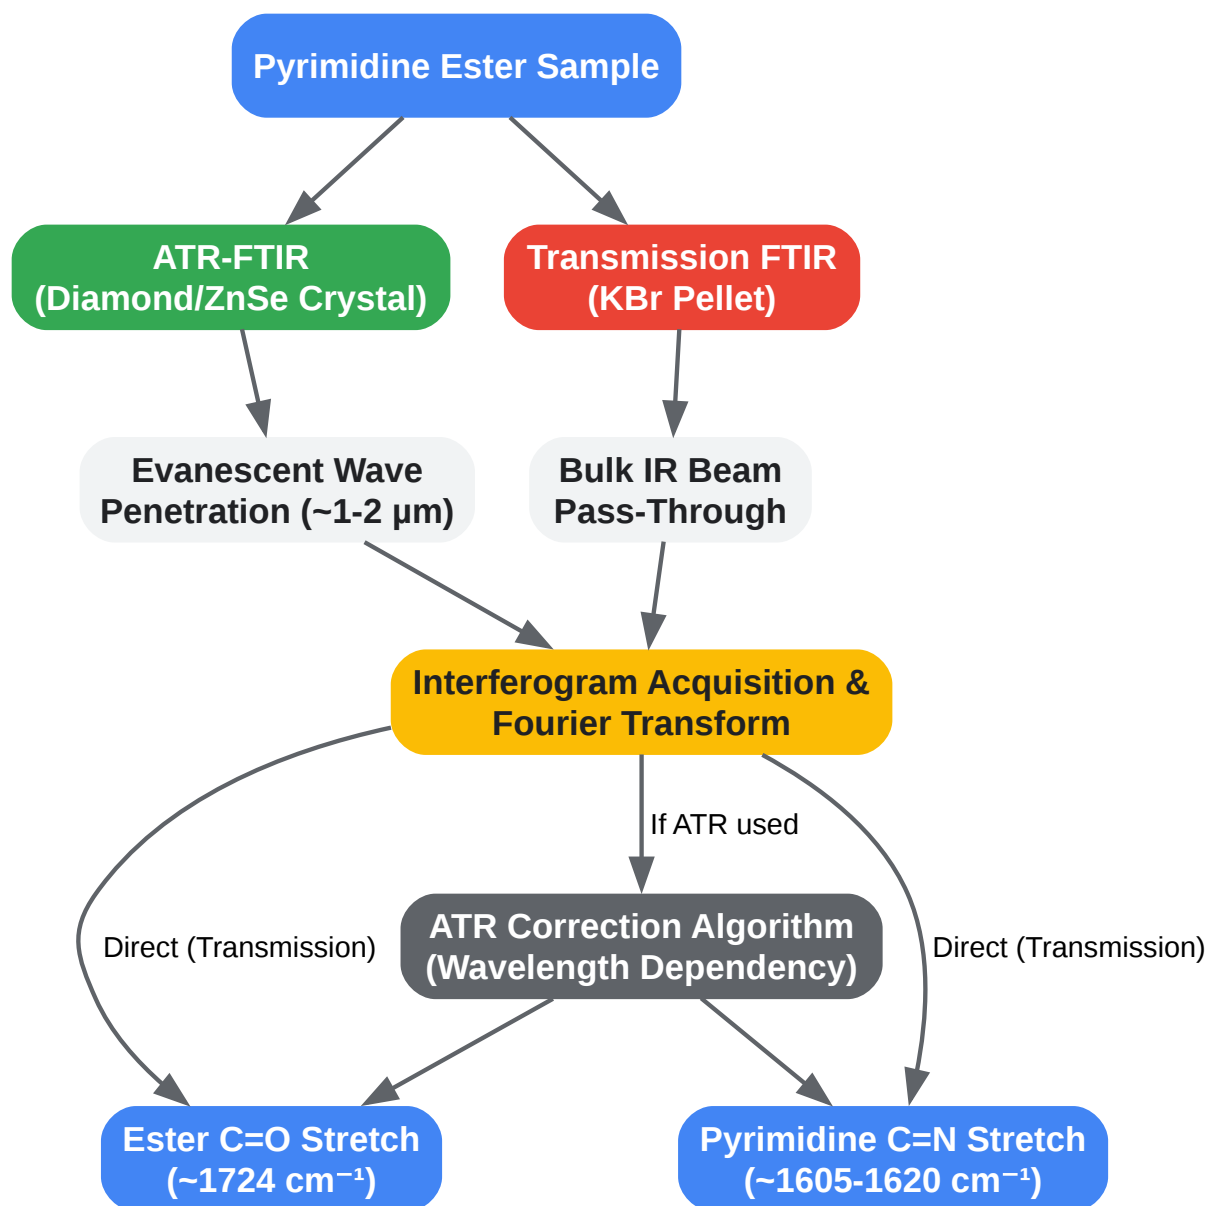 Pyrimidine Ester Sample
ATR-FTIR
(Diamond/ZnSe Crystal)
Transmission FTIR
(KBr Pellet)
Evanescent Wave
Penetration (~1-2 µm)
Bulk IR Beam
Pass-Through
Interferogram Acquisition &
Fourier Transform
If ATR used
ATR Correction Algorithm
(Wavelength Dependency)
Direct (Transmission)
Direct (Transmission)
Ester C=O Stretch
(~1724 cm⁻¹)
Pyrimidine C=N Stretch
(~1605-1620 cm⁻¹)